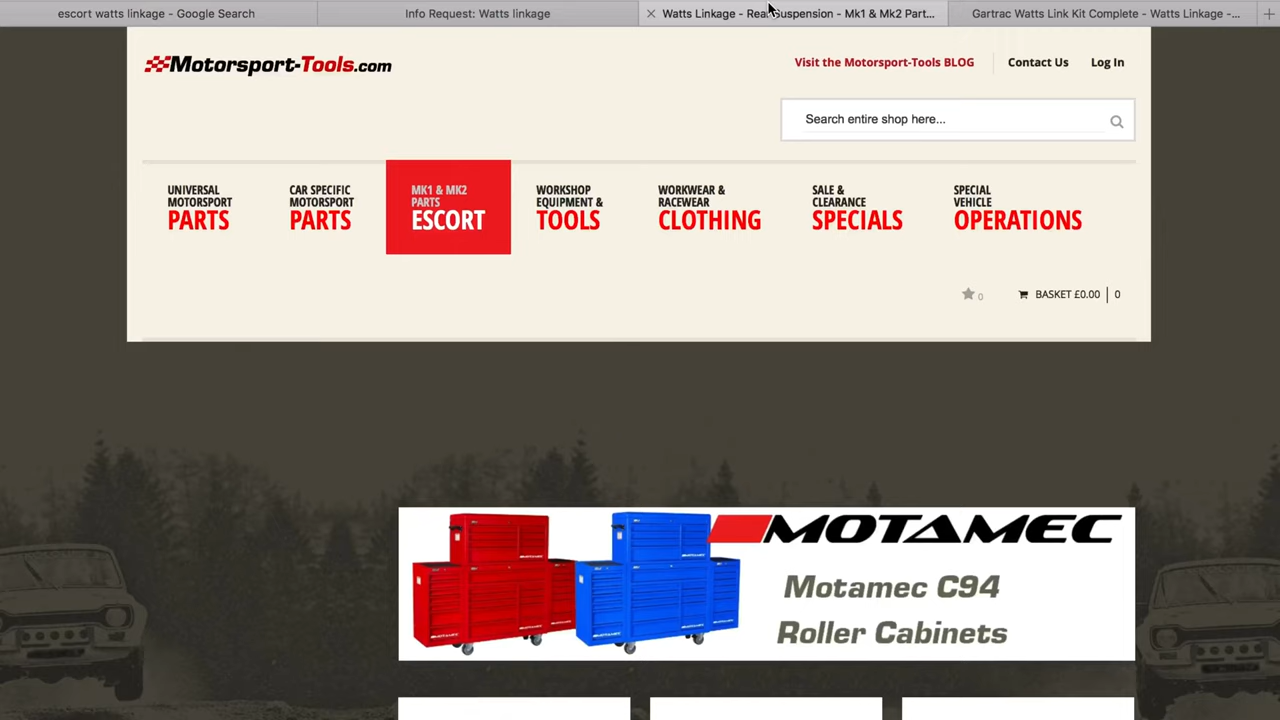 escort watts linkage - Google Search
Info Request: Watts linkage
Watts Linkage - Rear Suspension - Mk1 & Mk2 Part...
Gartrac Watts Link Kit Complete - Watts Linkage -...
Motorsport-Tools.com
Visit the Motorsport-Tools BLOG
Contact Us
Log In
Search entire shop here...
UNIVERSAL
MOTORSPORT
PARTS
CAR SPECIFIC
MOTORSPORT
PARTS
MK1 & MK2
PARTS
ESCORT
WORKSHOP
EQUIPMENT &
TOOLS
WORKWEAR &
RACEWEAR
CLOTHING
SALE &
CLEARANCE
SPECIALS
SPECIAL
VEHICLE
OPERATIONS
0
BASKET £0.00 | 0
MOTAMEC
Motamec C94
Roller Cabinets